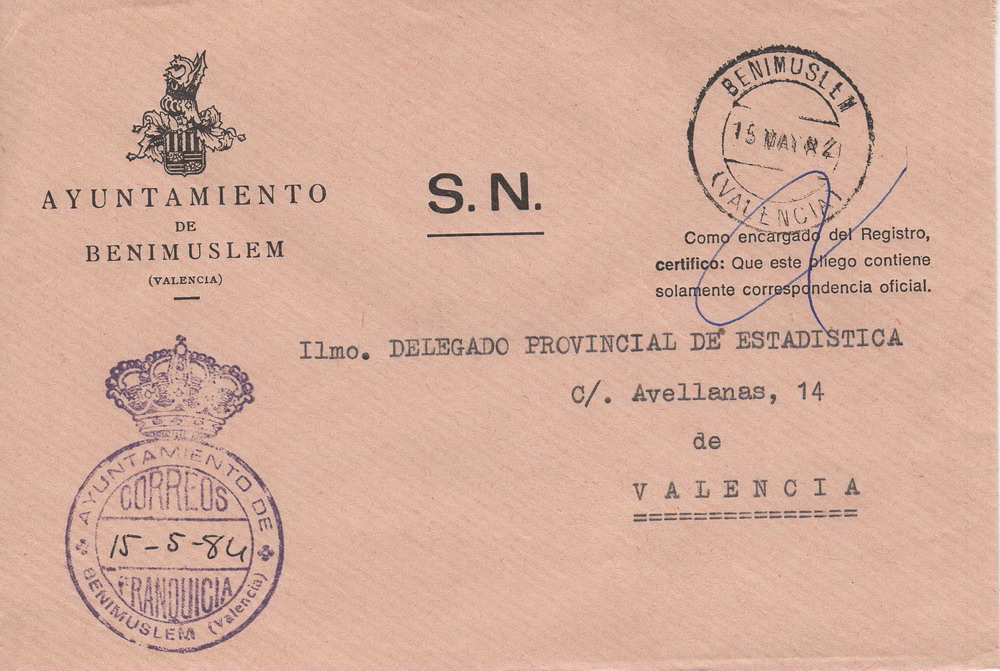 AYUNTAMIENTO
DE
BENIMUSLEM
(VALENCIA)
S. N.
BENIMUSLEM
15 MAY 84
(VALENCIA)
Como encargado del Registro,
certifico: Que este pliego contiene
solamente correspondencia oficial.
Ilmo. DELEGADO PROVINCIAL DE ESTADISTICA
C/. Avellanas, 14
de
VALENCIA
AYUNTAMIENTO DE
CORREOS
15-5-84
FRANQUICIA
BENIMUSLEM (Valencia)